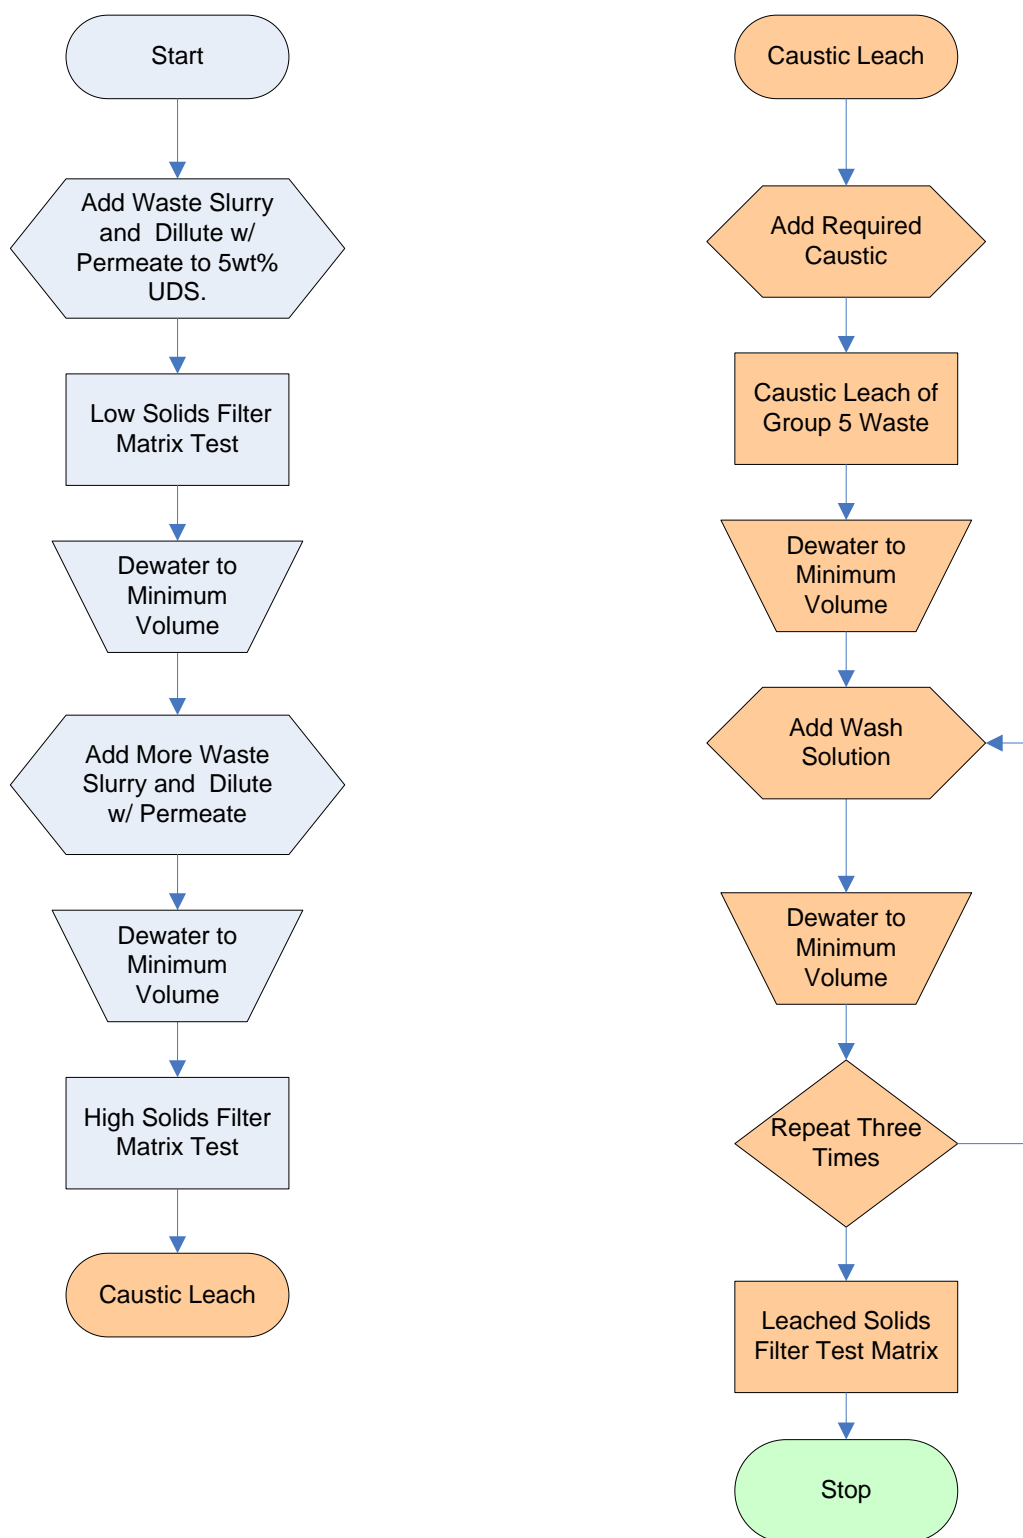 Start
Add Waste Slurry
and  Dillute w/
Permeate to 5wt%
UDS.
Low Solids Filter
Matrix Test
Dewater to
Minimum
Volume
Add More Waste
Slurry and  Dilute
w/ Permeate
Dewater to
Minimum
Volume
High Solids Filter
Matrix Test
Caustic Leach
Caustic Leach
Add Required
Caustic
Caustic Leach of
Group 5 Waste
Dewater to
Minimum
Volume
Add Wash
Solution
Dewater to
Minimum
Volume
Repeat Three
Times
Leached Solids
Filter Test Matrix
Stop